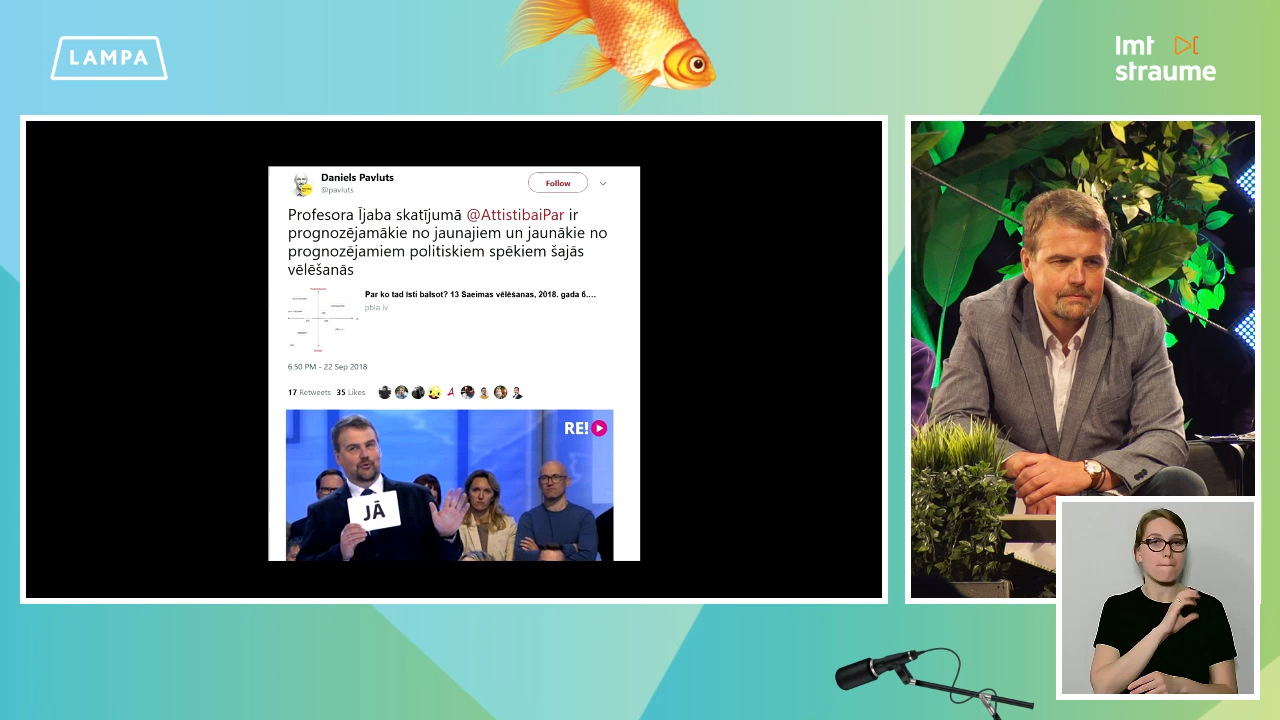 LAMPA
lmt
straume
Daniels Pavluts
@pavluts
Follow
Profesora Ījaba skatījumā @AttistibaiPar ir
prognozējamākie no jaunajiem un jaunākie no
prognozējamiem politiskiem spēkiem šajās
vēlēšanās
Par ko tad īsti balsot? 13 Saeimas vēlēšanas, 2018. gada 6....
pbla.lv
6:50 PM - 22 Sep 2018
17 Retweets 35 Likes
RE!
JĀ